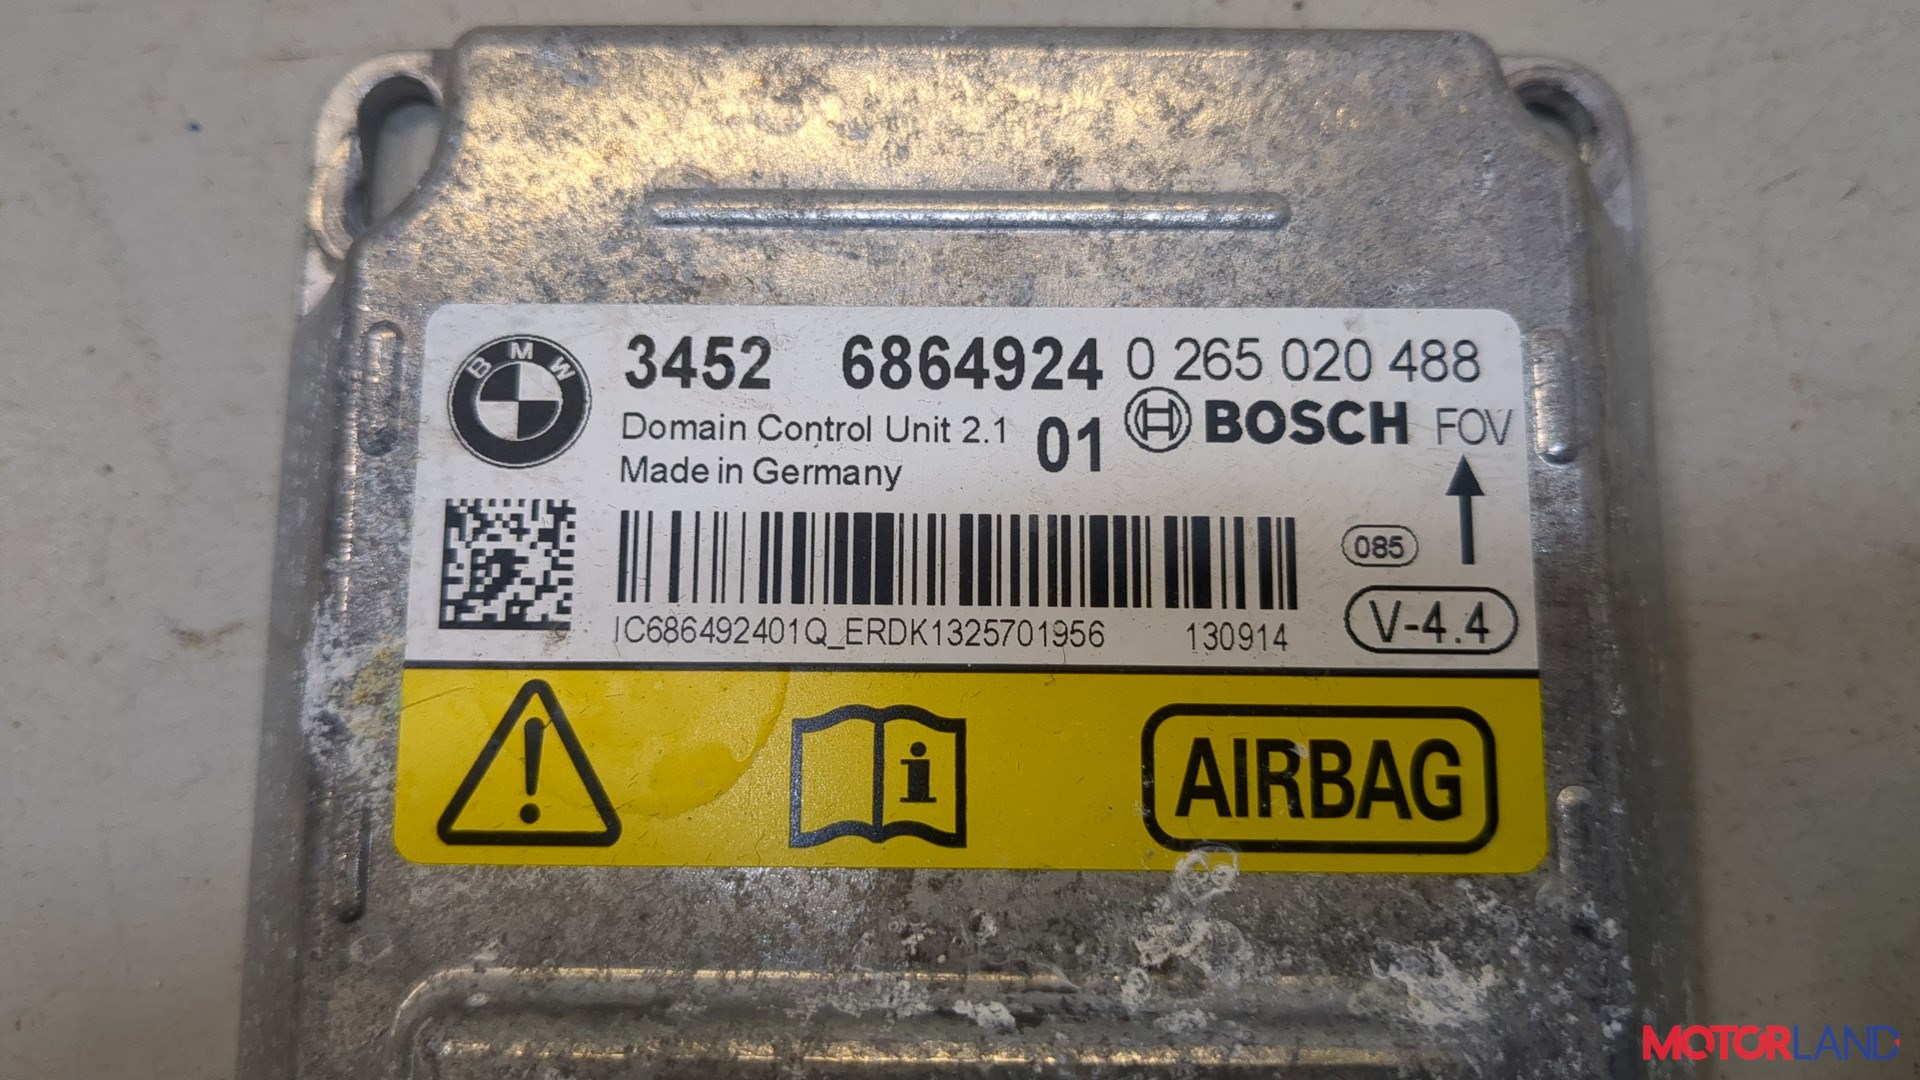 BMW
3452 6864924 0 265 020 488
Domain Control Unit 2.1 01 BOSCH FOV
Made in Germany
085
V-4.4
IC686492401Q_ERDK1325701956 130914
i
AIRBAG
MOTORLAND